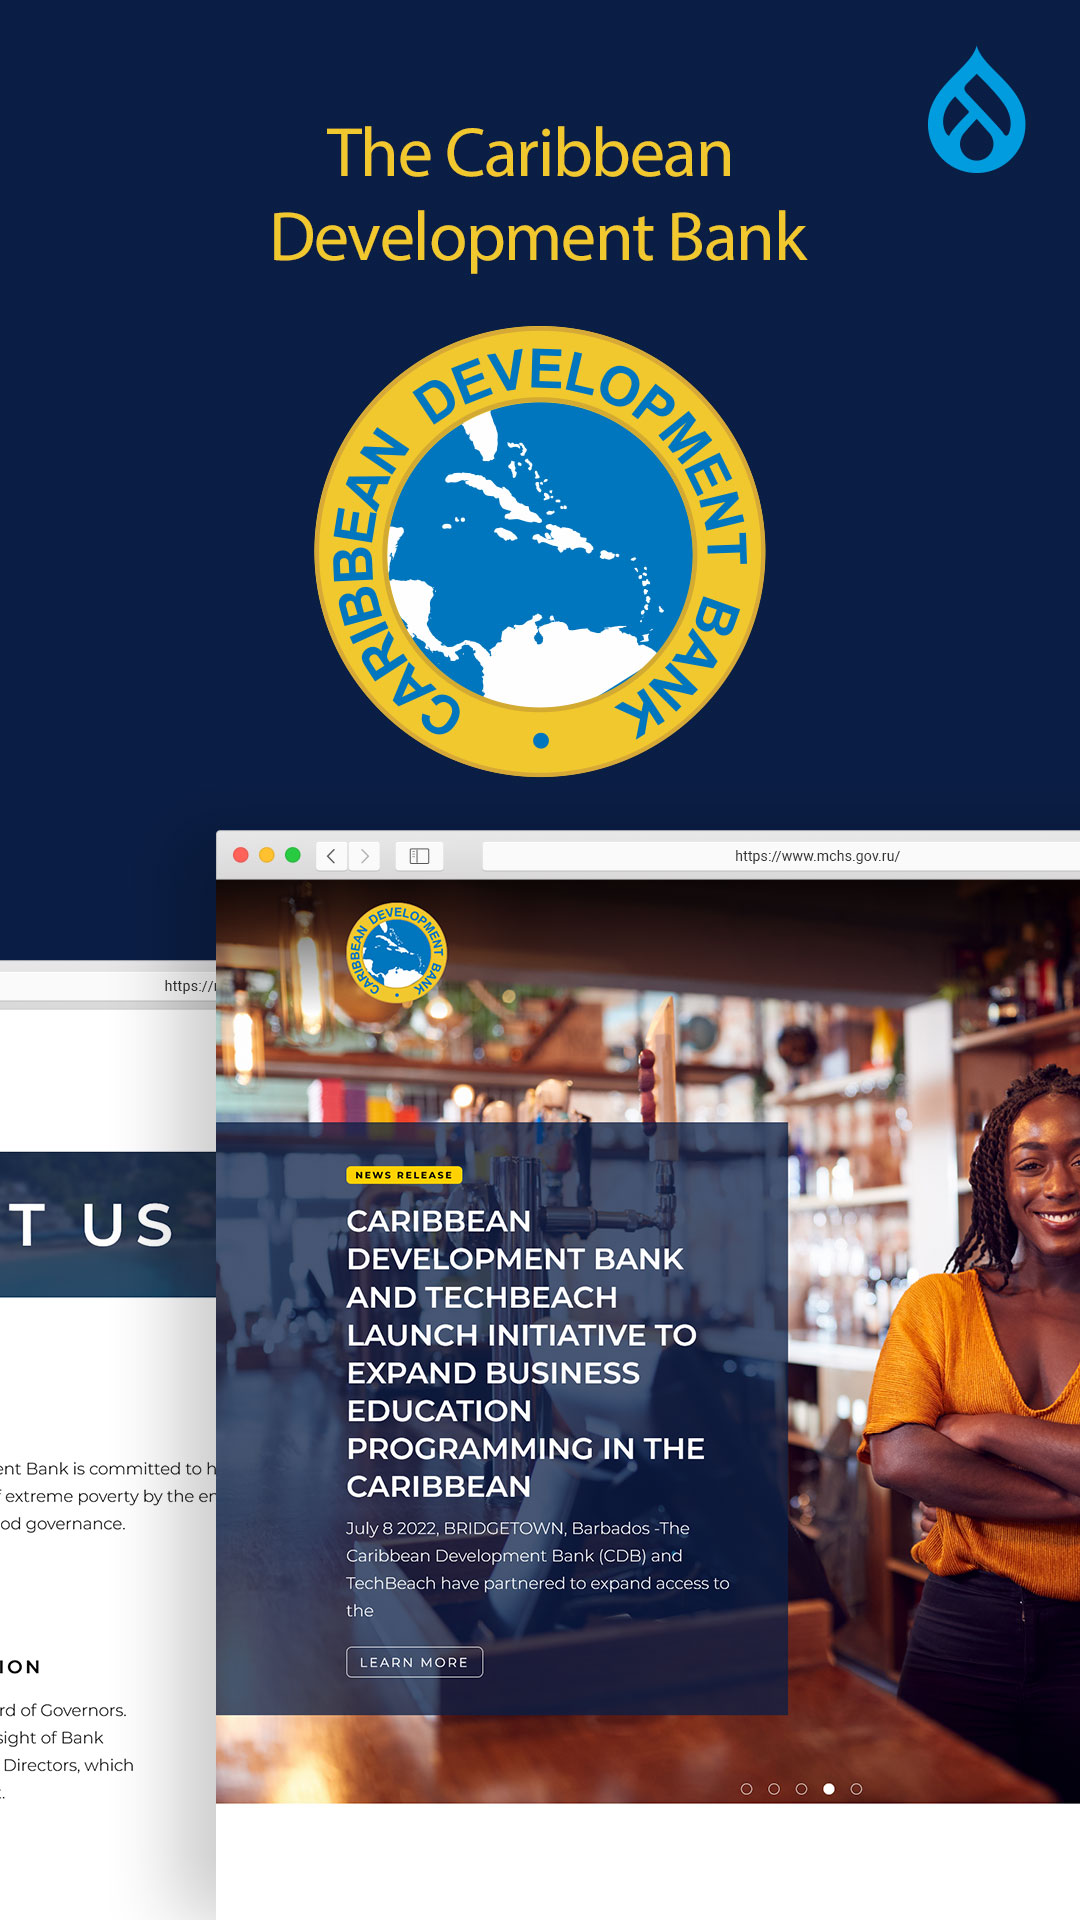 The Caribbean
Development Bank
CARIBBEAN DEVELOPMENT BANK
https://www.mchs.gov.ru/
CARIBBEAN DEVELOPMENT BANK
https://
T US
NEWS RELEASE
CARIBBEAN
DEVELOPMENT BANK
AND TECHBEACH
LAUNCH INITIATIVE TO
EXPAND BUSINESS
EDUCATION
PROGRAMMING IN THE
CARIBBEAN
July 8 2022, BRIDGETOWN, Barbados -The
Caribbean Development Bank (CDB) and
TechBeach have partnered to expand access to
the
LEARN MORE
ent Bank is committed to h
f extreme poverty by the en
od governance.
ION
rd of Governors.
sight of Bank
Directors, which